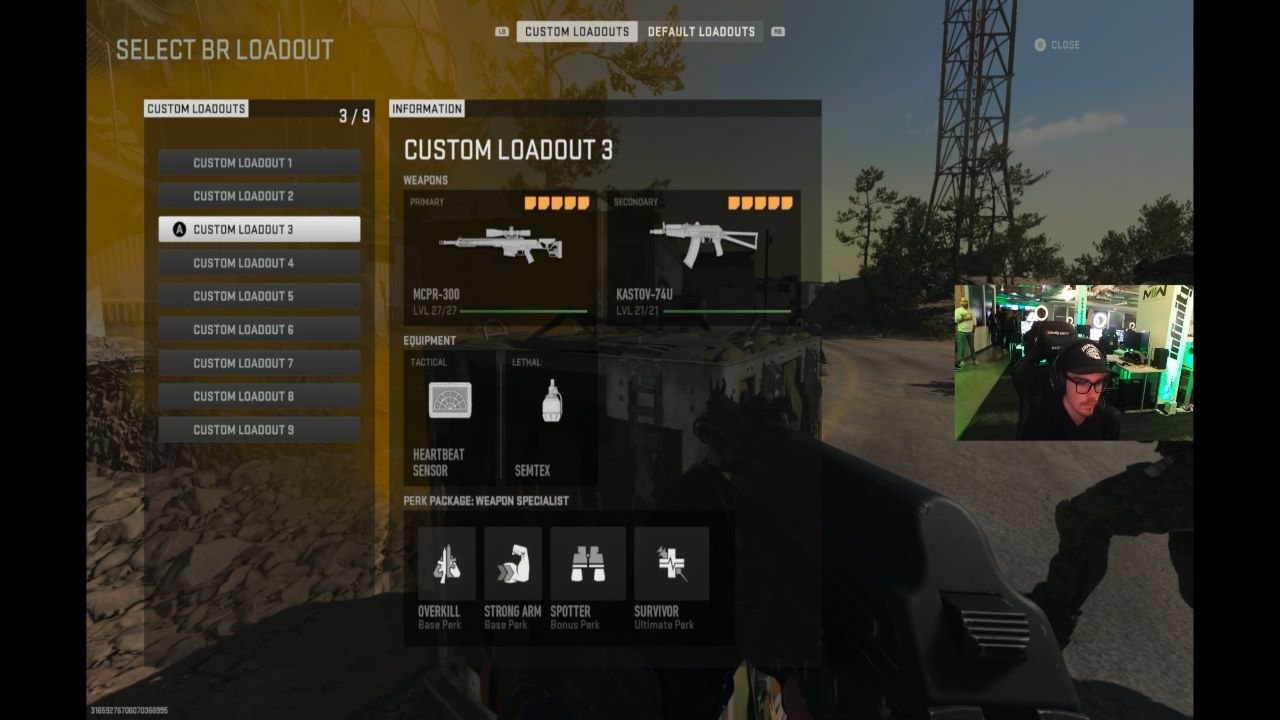 LB CUSTOM LOADOUTS DEFAULT LOADOUTS RB
SELECT BR LOADOUT
CLOSE
CUSTOM LOADOUTS
3 / 9
CUSTOM LOADOUT 1
CUSTOM LOADOUT 2
A CUSTOM LOADOUT 3
CUSTOM LOADOUT 4
CUSTOM LOADOUT 5
CUSTOM LOADOUT 6
CUSTOM LOADOUT 7
CUSTOM LOADOUT 8
CUSTOM LOADOUT 9
INFORMATION
CUSTOM LOADOUT 3
WEAPONS
PRIMARY
MCPR-300
LVL 27/27
SECONDARY
KASTOV-74U
LVL 21/21
EQUIPMENT
TACTICAL
HEARTBEAT
SENSOR
LETHAL
SEMTEX
PERK PACKAGE: WEAPON SPECIALIST
OVERKILL
Base Perk
STRONG ARM
Base Perk
SPOTTER
Bonus Perk
SURVIVOR
Ultimate Perk
MW
31659276706070366995